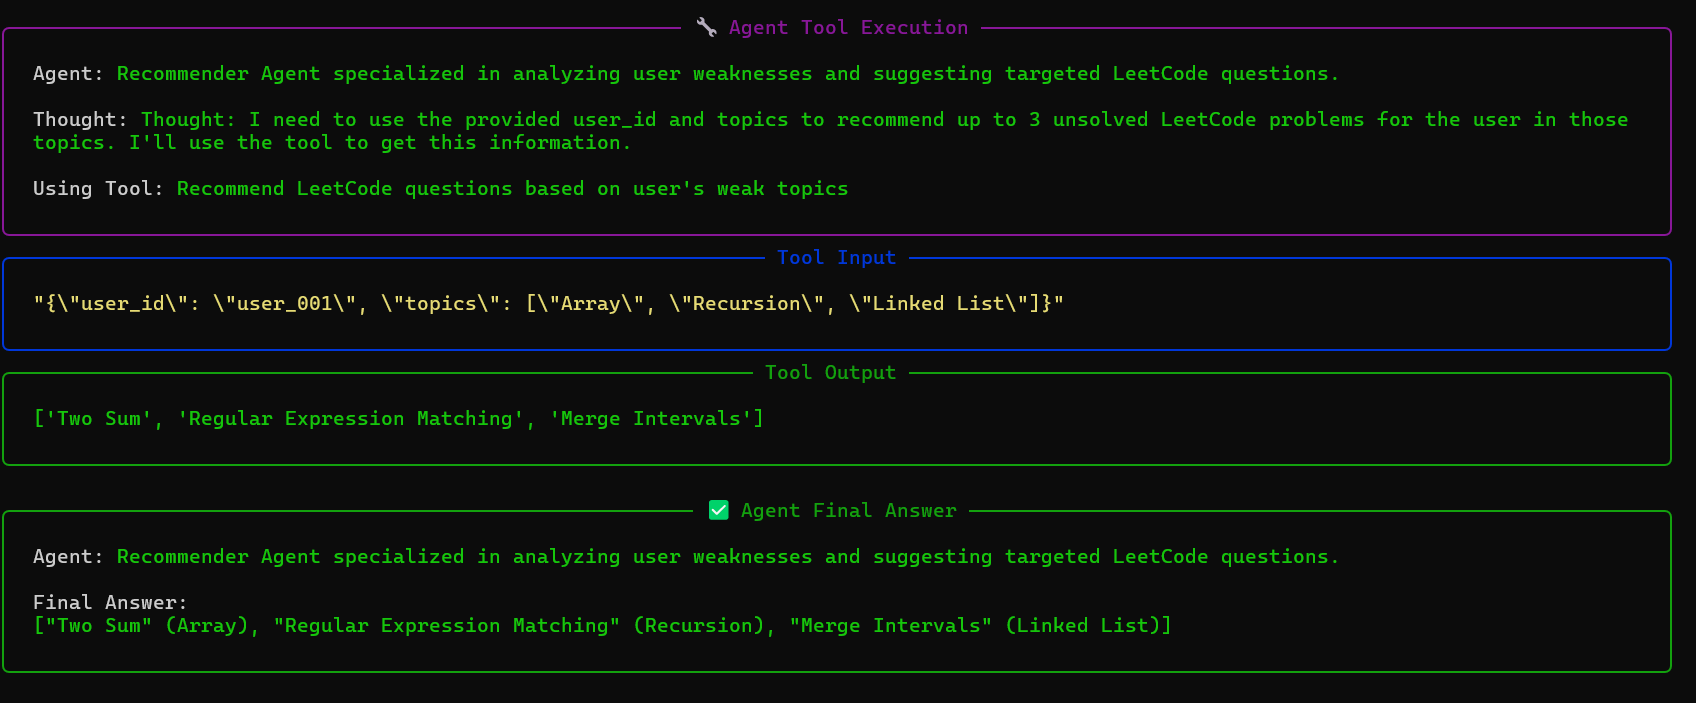 🔧 Agent Tool Execution
Agent: Recommender Agent specialized in analyzing user weaknesses and suggesting targeted LeetCode questions.
Thought: Thought: I need to use the provided user_id and topics to recommend up to 3 unsolved LeetCode problems for the user in those
topics. I'll use the tool to get this information.
Using Tool: Recommend LeetCode questions based on user's weak topics
Tool Input
"{\"user_id\": \"user_001\", \"topics\": [\"Array\", \"Recursion\", \"Linked List\"]}"
Tool Output
['Two Sum', 'Regular Expression Matching', 'Merge Intervals']
✅ Agent Final Answer
Agent: Recommender Agent specialized in analyzing user weaknesses and suggesting targeted LeetCode questions.
Final Answer:
["Two Sum" (Array), "Regular Expression Matching" (Recursion), "Merge Intervals" (Linked List)]